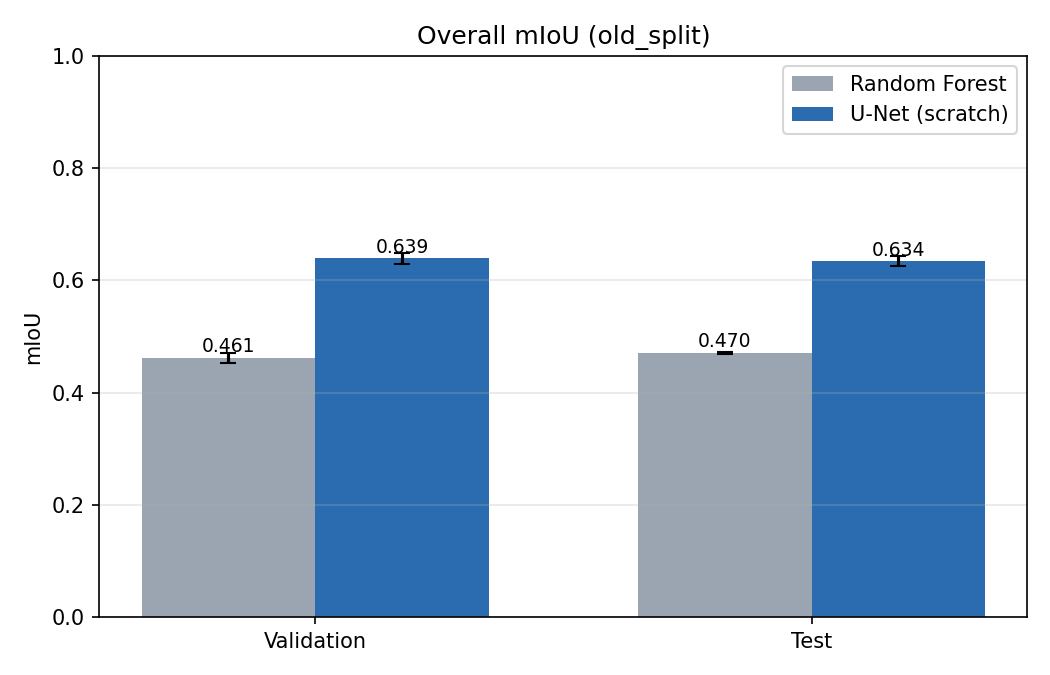 Overall mIoU (old_split)
1.0
0.8
0.6
0.4
0.2
0.0
mIoU
Random Forest
U-Net (scratch)
0.461
0.639
0.470
0.634
Validation
Test